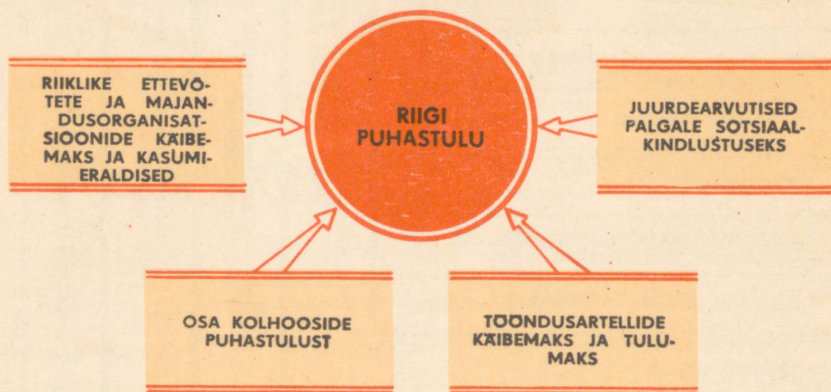 RIIKLIKE ETTEVÕ-
TETE JA MAJAN-
DUSORGANISAT-
SIOONIDE KÄIBE-
MAKS JA KASUMI-
ERALDISED
RIIGI
PUHASTULU
JUURDEARVUTISED
PALGALE SOTSIAAL-
KINDLUSTUSEKS
OSA KOLHOOSIDE
PUHASTULUST
TÖÖNDUSARTELLIDE
KÄIBEMAKS JA TULU-
MAKS